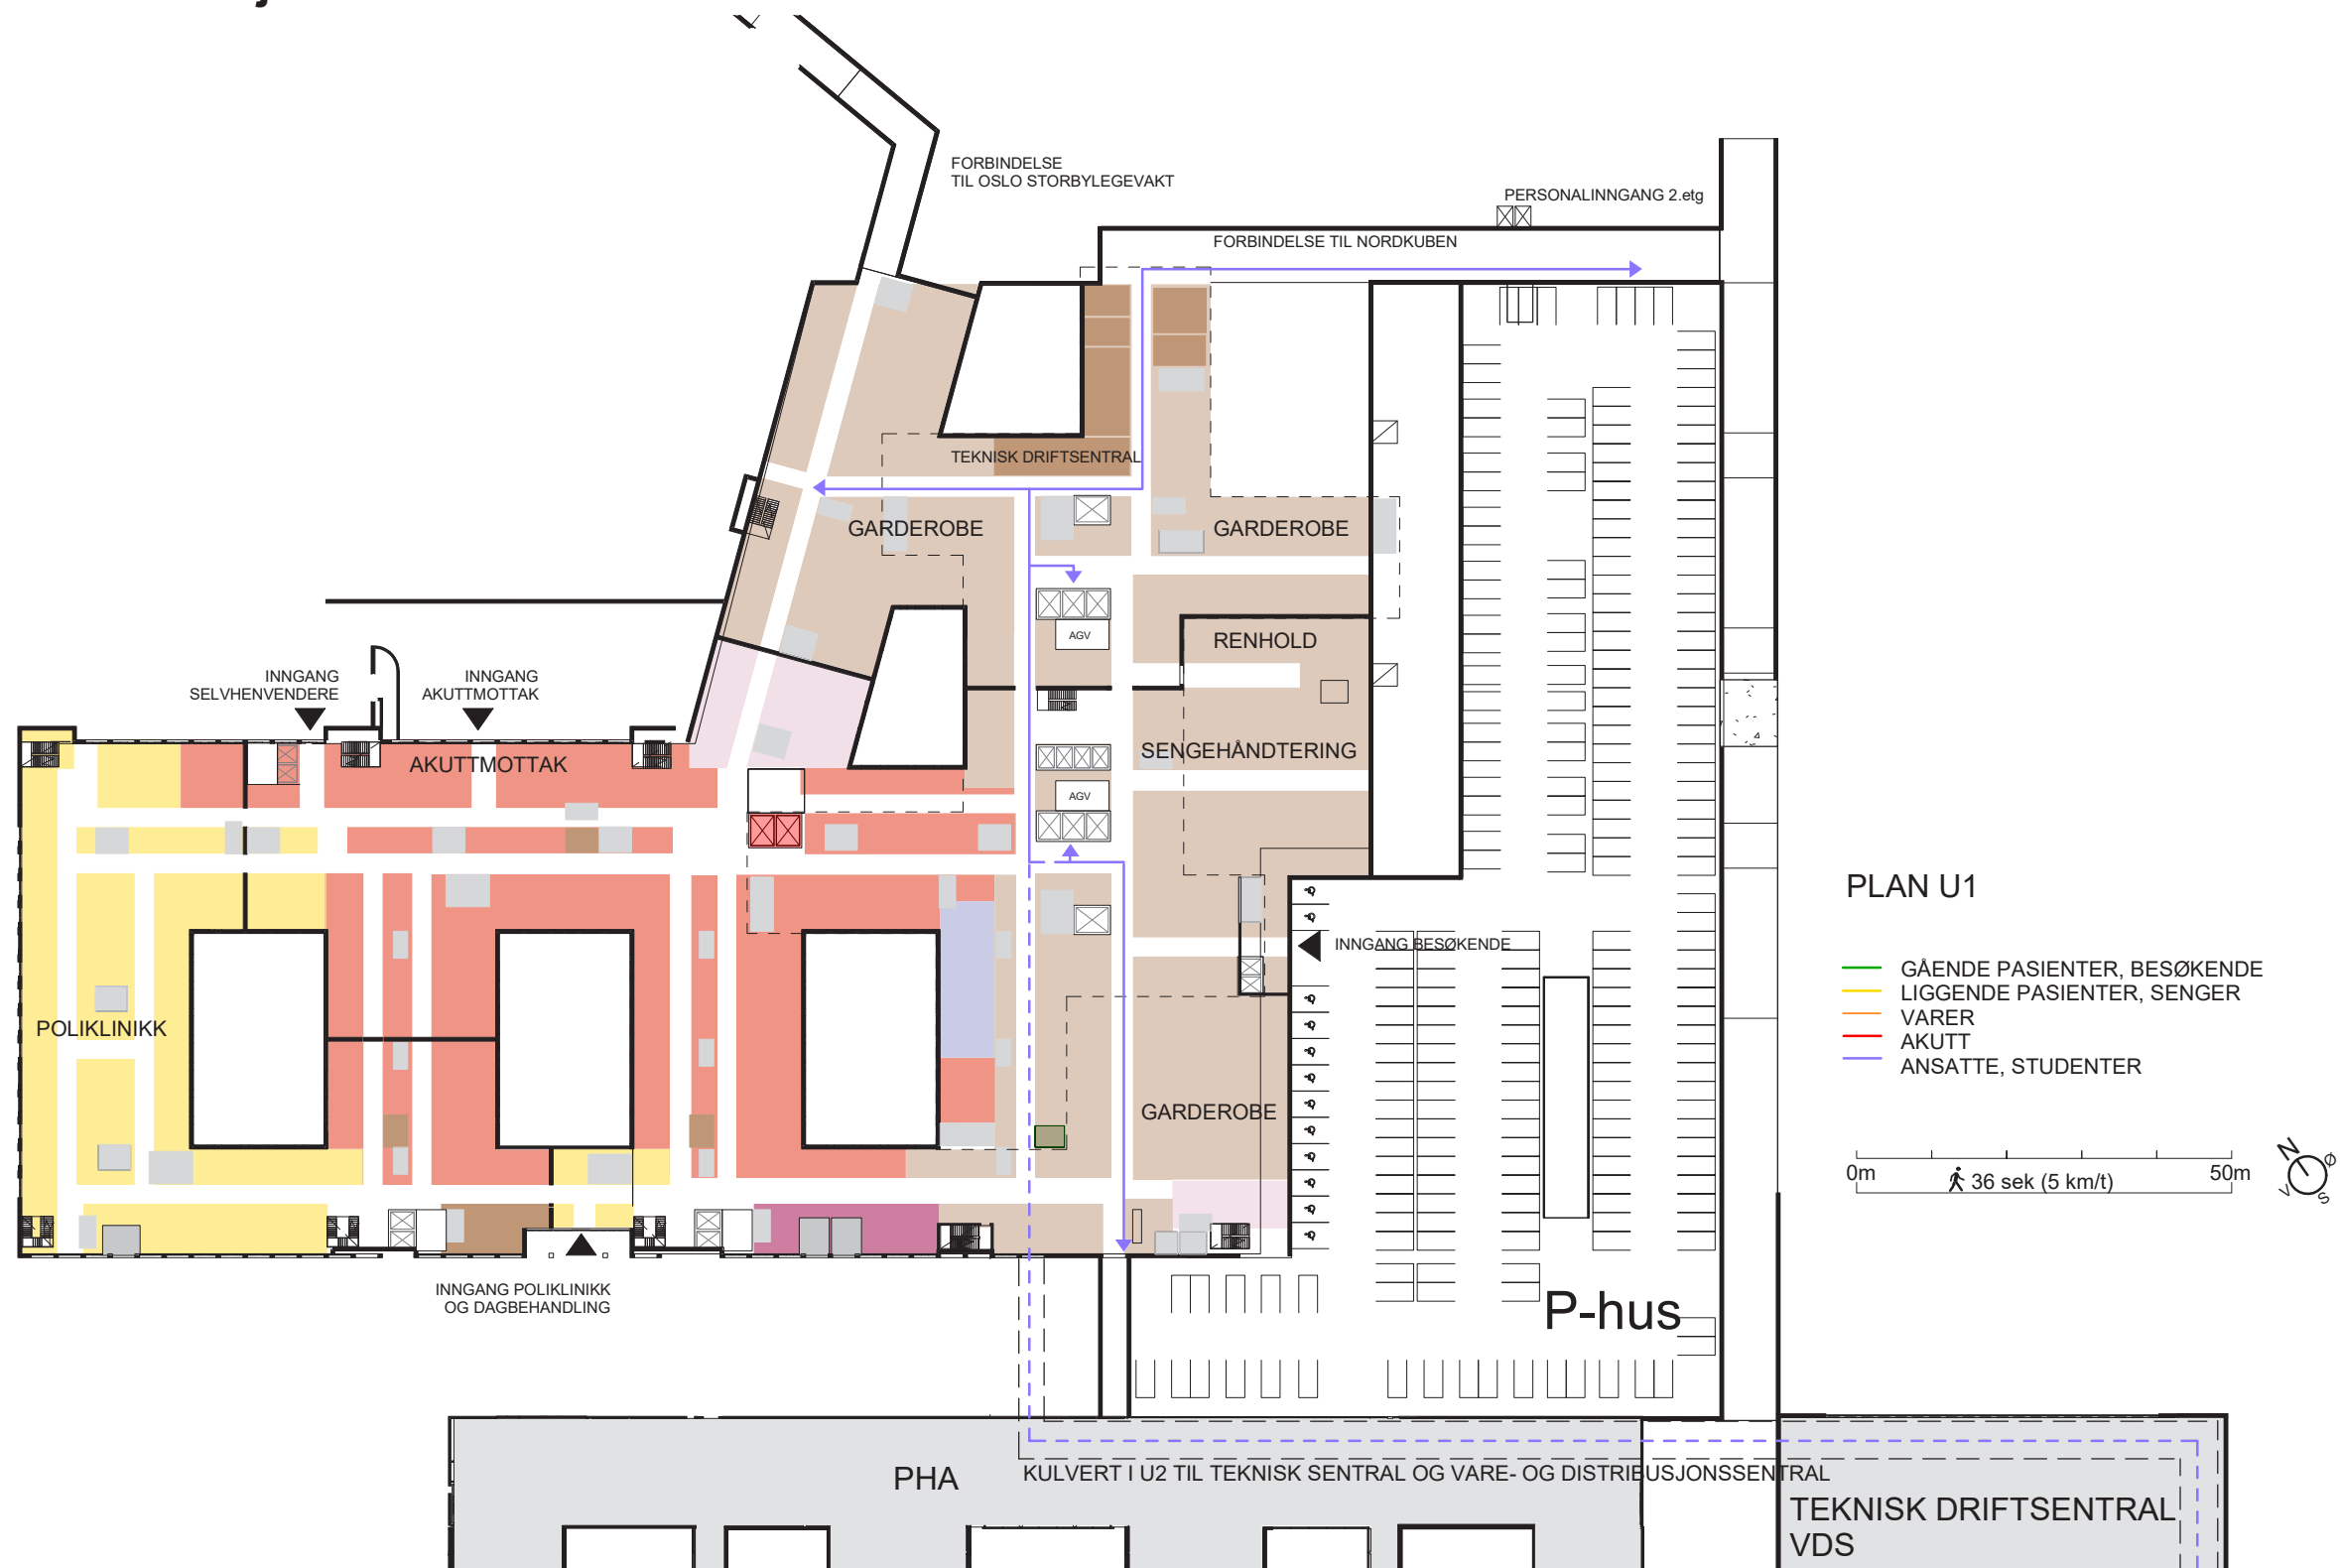 FORBINDELSE
TIL OSLO STORBYLEGEVAKT
PERSONALINNGANG 2.etg
FORBINDELSE TIL NORDKUBEN
TEKNISK DRIFTSENTRAL
GARDEROBE
GARDEROBE
AGV
RENHOLD
INNGANG
SELVHENVENDERE
INNGANG
AKUTTMOTTAK
AKUTTMOTTAK
SENGEHÅNDTERING
AGV
PLAN U1
INNGANG BESØKENDE
GÅENDE PASIENTER, BESØKENDE
LIGGENDE PASIENTER, SENGER
VARER
AKUTT
ANSATTE, STUDENTER
POLIKLINIKK
GARDEROBE
0m
50m
36 sek (5 km/t)
N
Ø
V
S
INNGANG POLIKLINIKK
OG DAGBEHANDLING
P-hus
PHA
KULVERT I U2 TIL TEKNISK SENTRAL OG VARE- OG DISTRIBUSJONSSENTRAL
TEKNISK DRIFTSENTRAL
VDS